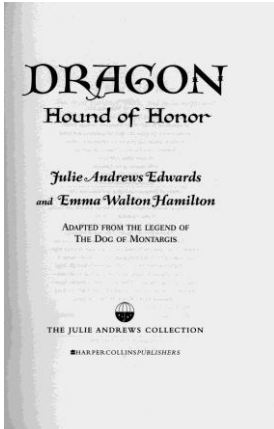 DRAGON
Hound of Honor
Julie Andrews Edwards
and Emma Walton Hamilton
ADAPTED FROM THE LEGEND OF
THE DOG OF MONTARGIS
THE JULIE ANDREWS COLLECTION
HARPERCOLLINSPUBLISHERS